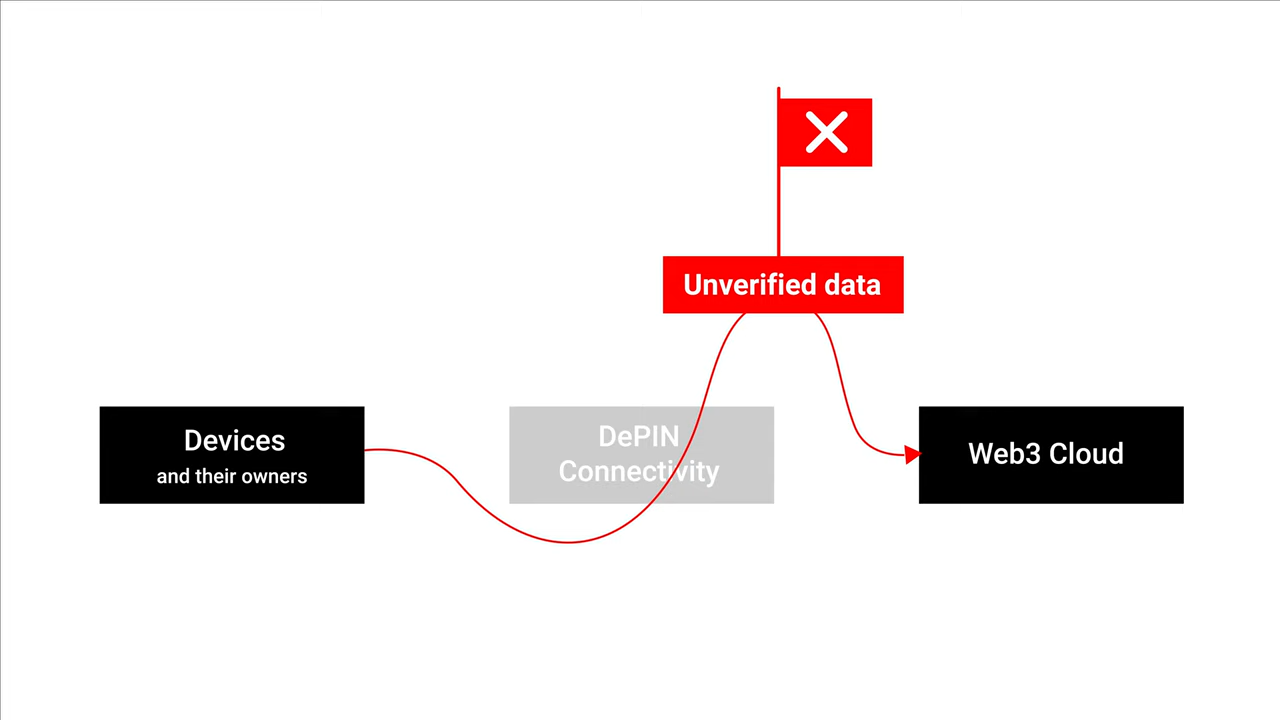 Unverified data
Devices
and their owners
DePIN
Connectivity
Web3 Cloud